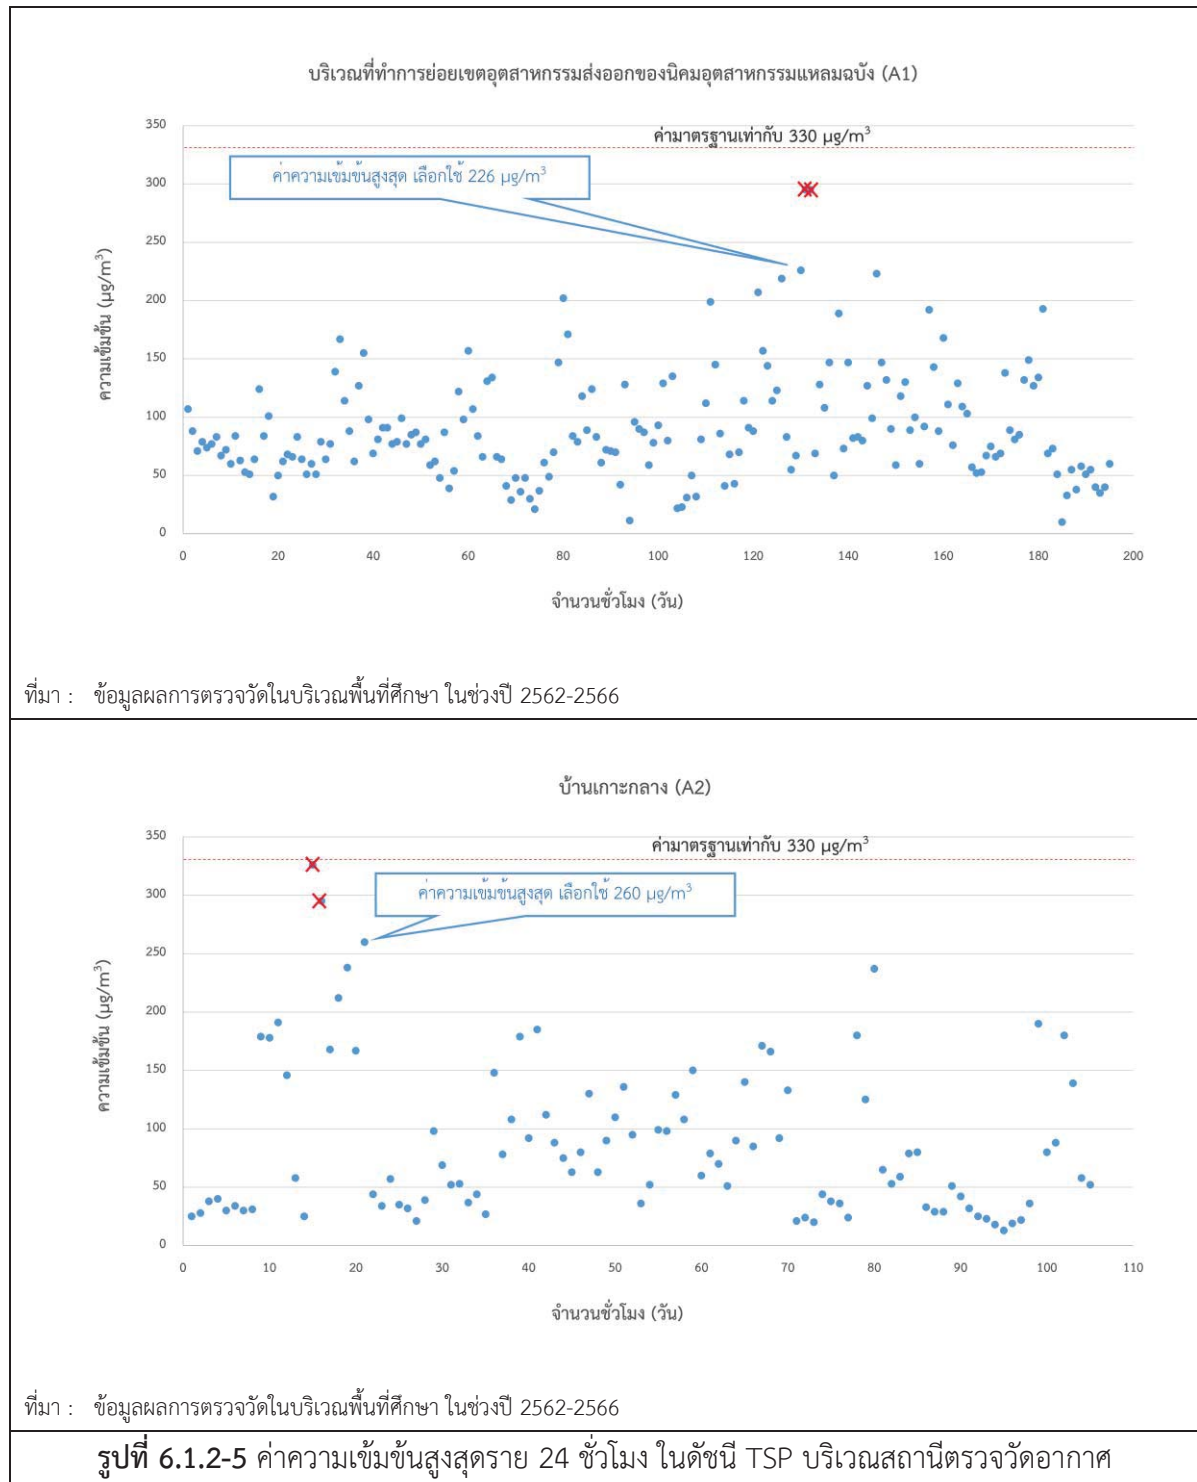 บริเวณที่ทำการย่อยเขตอุตสาหกรรมส่งออกของนิคมอุตสาหกรรมแหลมฉบัง (A1)
ค่ามาตรฐานเท่ากับ 330 µg/m³
ค่าความเข้มข้นสูงสุด เลือกใช้ 226 µg/m³
ความเข้มข้น (µg/m³)
350
300
250
200
150
100
50
0
0 20 40 60 80 100 120 140 160 180 200
จำนวนชั่วโมง (วัน)
ที่มา : ข้อมูลผลการตรวจวัดในบริเวณพื้นที่ศึกษา ในช่วงปี 2562-2566
บ้านเกาะกลาง (A2)
ค่ามาตรฐานเท่ากับ 330 µg/m³
ค่าความเข้มข้นสูงสุด เลือกใช้ 260 µg/m³
ความเข้มข้น (µg/m³)
350
300
250
200
150
100
50
0
0 10 20 30 40 50 60 70 80 90 100 110
จำนวนชั่วโมง (วัน)
ที่มา : ข้อมูลผลการตรวจวัดในบริเวณพื้นที่ศึกษา ในช่วงปี 2562-2566
รูปที่ 6.1.2-5 ค่าความเข้มข้นสูงสุดราย 24 ชั่วโมง ในดัชนี TSP บริเวณสถานีตรวจวัดอากาศ